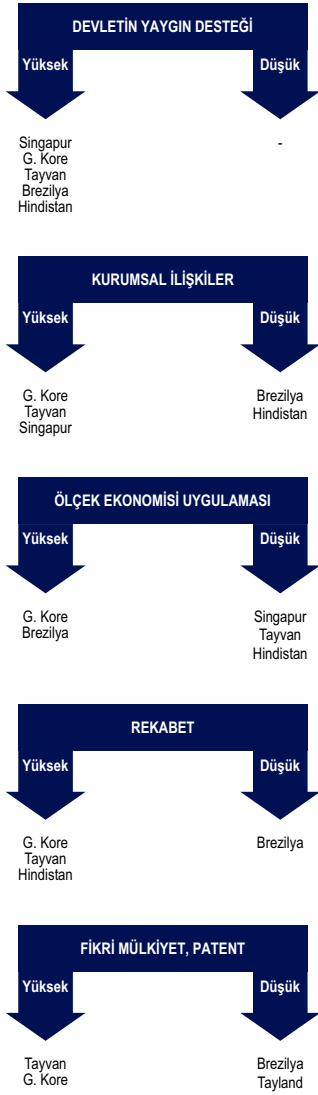 DEVLETİN YAYGIN DESTEĞİ
Yüksek
Düşük
Singapur
G. Kore
Tayvan
Brezilya
Hindistan
-
KURUMSAL İLİŞKİLER
Yüksek
Düşük
G. Kore
Tayvan
Singapur
Brezilya
Hindistan
ÖLÇEK EKONOMİSİ UYGULAMASI
Yüksek
Düşük
G. Kore
Brezilya
Singapur
Tayvan
Hindistan
REKABET
Yüksek
Düşük
G. Kore
Tayvan
Hindistan
Brezilya
FİKRİ MÜLKİYET, PATENT
Yüksek
Düşük
Tayvan
G. Kore
Brezilya
Tayland